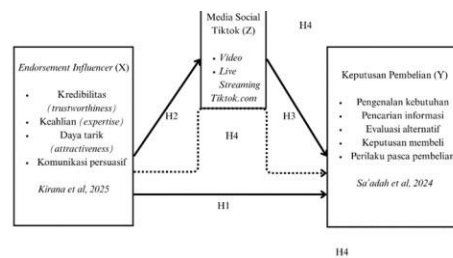 Media Social
Tiktok (Z)
• Video
• Live
Streaming
Tiktok.com
H4
Endorsement Influencer (X)
• Kredibilitas
(trustworthiness)
• Keahlian (expertise)
• Daya tarik
(attractiveness)
• Komunikasi persuasif
Kirana et al, 2025
H2
H4
H3
H1
Keputusan Pembelian (Y)
• Pengenalan kebutuhan
• Pencarian informasi
• Evaluasi alternatif
• Keputusan membeli
• Perilaku pasca pembelian
Sa'adah et al, 2024
H4